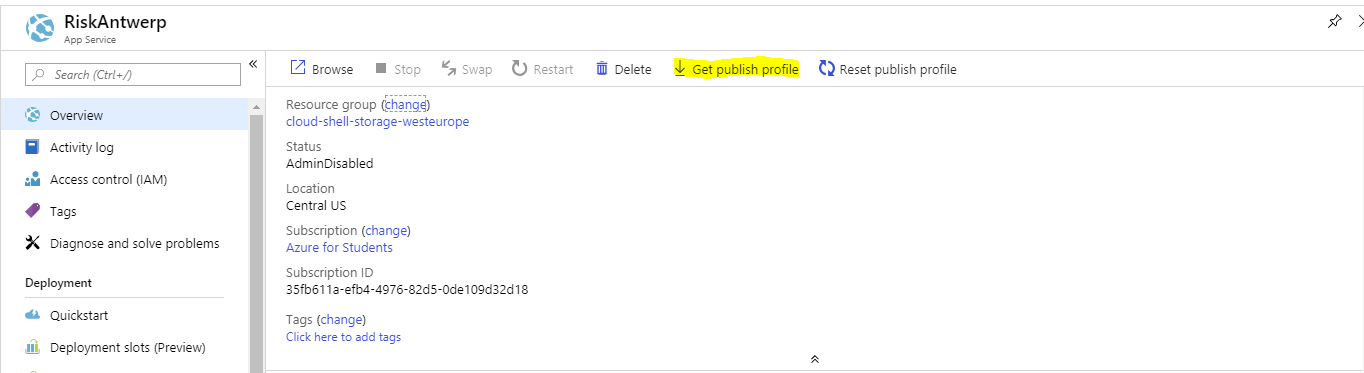 RiskAntwerp
App Service
Search (Ctrl+/)
«
Overview
Activity log
Access control (IAM)
Tags
Diagnose and solve problems
Deployment
Quickstart
Deployment slots (Preview)
Browse Stop Swap Restart Delete Get publish profile Reset publish profile
Resource group (change)
cloud-shell-storage-westeurope
Status
AdminDisabled
Location
Central US
Subscription (change)
Azure for Students
Subscription ID
35fb611a-efb4-4976-82d5-0de109d32d18
Tags (change)
Click here to add tags